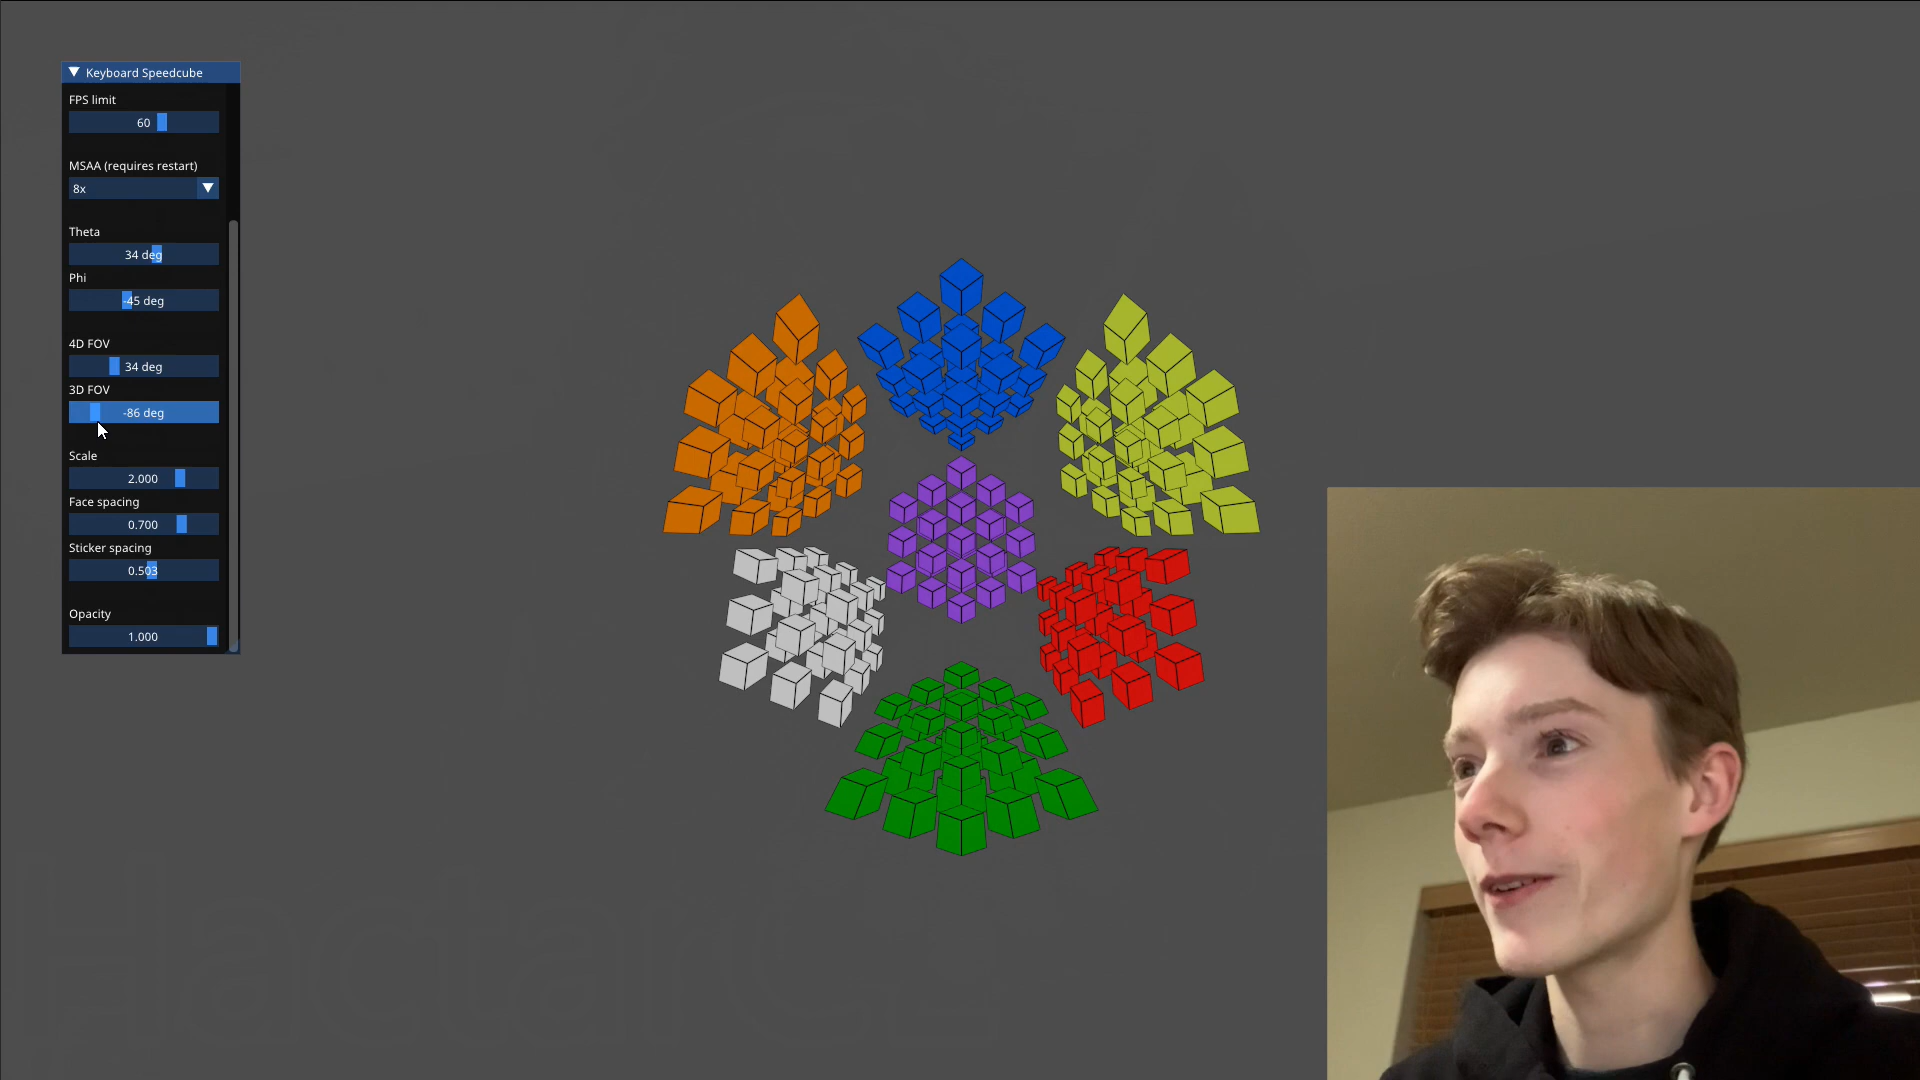 Keyboard Speedcube
FPS limit
60
MSAA (requires restart)
8x
Theta
34 deg
Phi
-45 deg
4D FOV
34 deg
3D FOV
-86 deg
Scale
2.000
Face spacing
0.700
Sticker spacing
0.503
Opacity
1.000